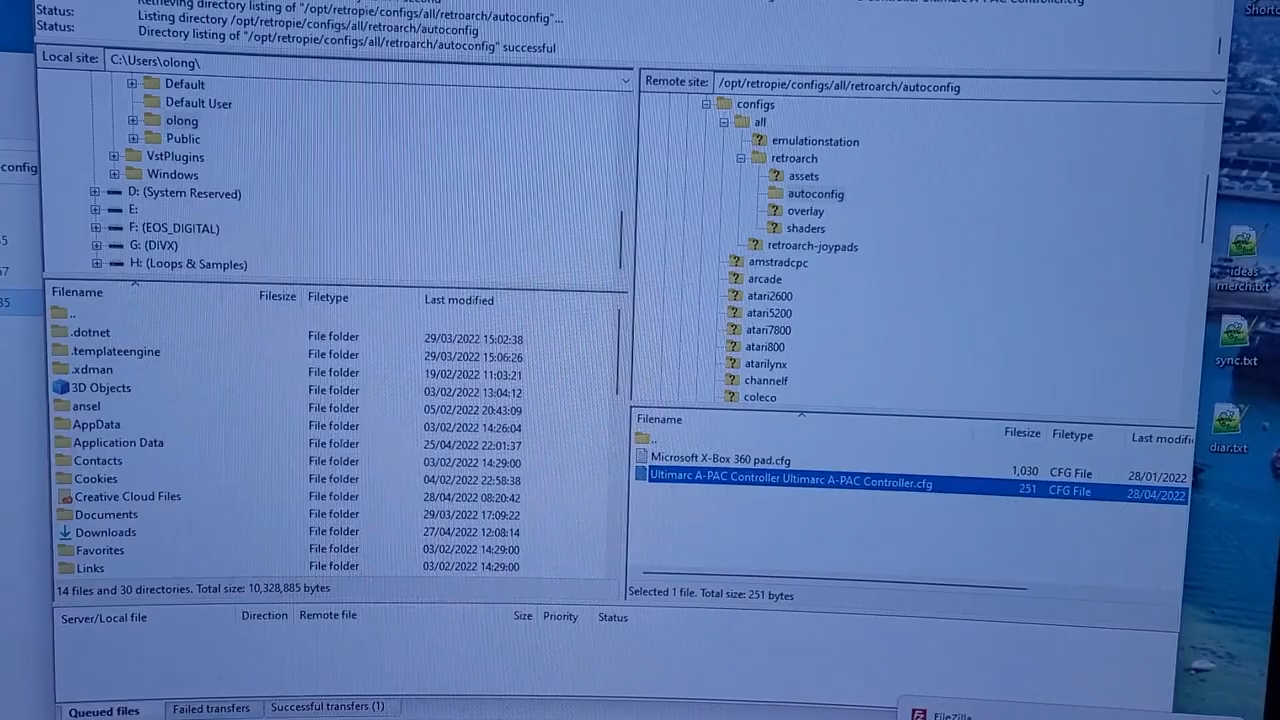 Retrieving directory listing of "/opt/retropie/configs/all/retroarch/autoconfig"...
Status: Listing directory /opt/retropie/configs/all/retroarch/autoconfig
Status: Directory listing of "/opt/retropie/configs/all/retroarch/autoconfig" successful
Local site: C:\Users\olong\
Default
Default User
olong
Public
VstPlugins
Windows
D: (System Reserved)
E:
F: (EOS_DIGITAL)
G: (DIVX)
H: (Loops & Samples)
Filename Filesize Filetype Last modified
..
.dotnet File folder 29/03/2022 15:02:38
.templateengine File folder 29/03/2022 15:06:26
.xdman File folder 19/02/2022 11:03:21
3D Objects File folder 03/02/2022 13:04:12
ansel File folder 05/02/2022 20:43:09
AppData File folder 03/02/2022 14:26:04
Application Data File folder 25/04/2022 22:01:37
Contacts File folder 03/02/2022 14:29:00
Cookies File folder 04/02/2022 22:58:38
Creative Cloud Files File folder 28/04/2022 08:20:42
Documents File folder 29/03/2022 17:09:22
Downloads File folder 27/04/2022 12:08:14
Favorites File folder 03/02/2022 14:29:00
Links File folder 03/02/2022 14:29:00
14 files and 30 directories. Total size: 10,328,885 bytes
Remote site: /opt/retropie/configs/all/retroarch/autoconfig
configs
all
emulationstation
retroarch
assets
autoconfig
overlay
shaders
retroarch-joypads
amstradcpc
arcade
atari2600
atari5200
atari7800
atari800
atarilynx
channelf
coleco
Filename Filesize Filetype Last modifi
..
Microsoft X-Box 360 pad.cfg 1,030 CFG File 28/01/2022
Ultimarc A-PAC Controller Ultimarc A-PAC Controller.cfg 251 CFG File 28/04/2022
Selected 1 file. Total size: 251 bytes
Server/Local file Direction Remote file Size Priority Status
Queued files Failed transfers Successful transfers (1)
FileZilla
config
ideas
merch.txt
sync.txt
diar.txt